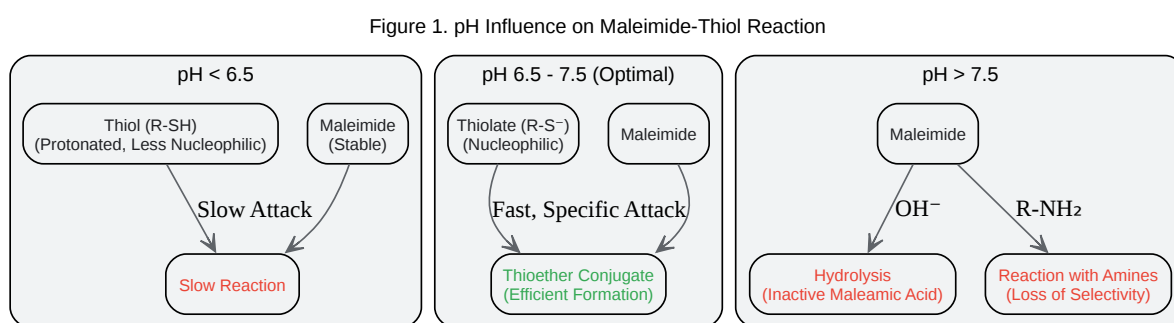 Figure 1. pH Influence on Maleimide-Thiol Reaction
pH < 6.5
Thiol (R-SH)
(Protonated, Less Nucleophilic)
Maleimide
(Stable)
Slow Attack
Slow Reaction
pH 6.5 - 7.5 (Optimal)
Thiolate (R-S⁻)
(Nucleophilic)
Maleimide
Fast, Specific Attack
Thioether Conjugate
(Efficient Formation)
pH > 7.5
Maleimide
OH⁻
R-NH₂
Hydrolysis
(Inactive Maleamic Acid)
Reaction with Amines
(Loss of Selectivity)